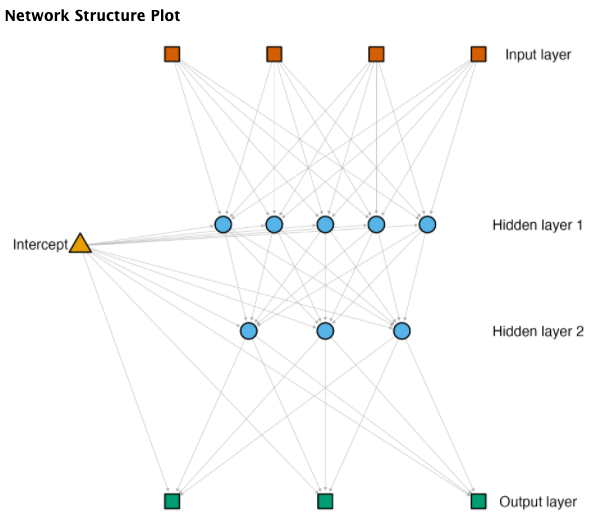 Network Structure Plot
Input layer
Hidden layer 1
Intercept
Hidden layer 2
Output layer